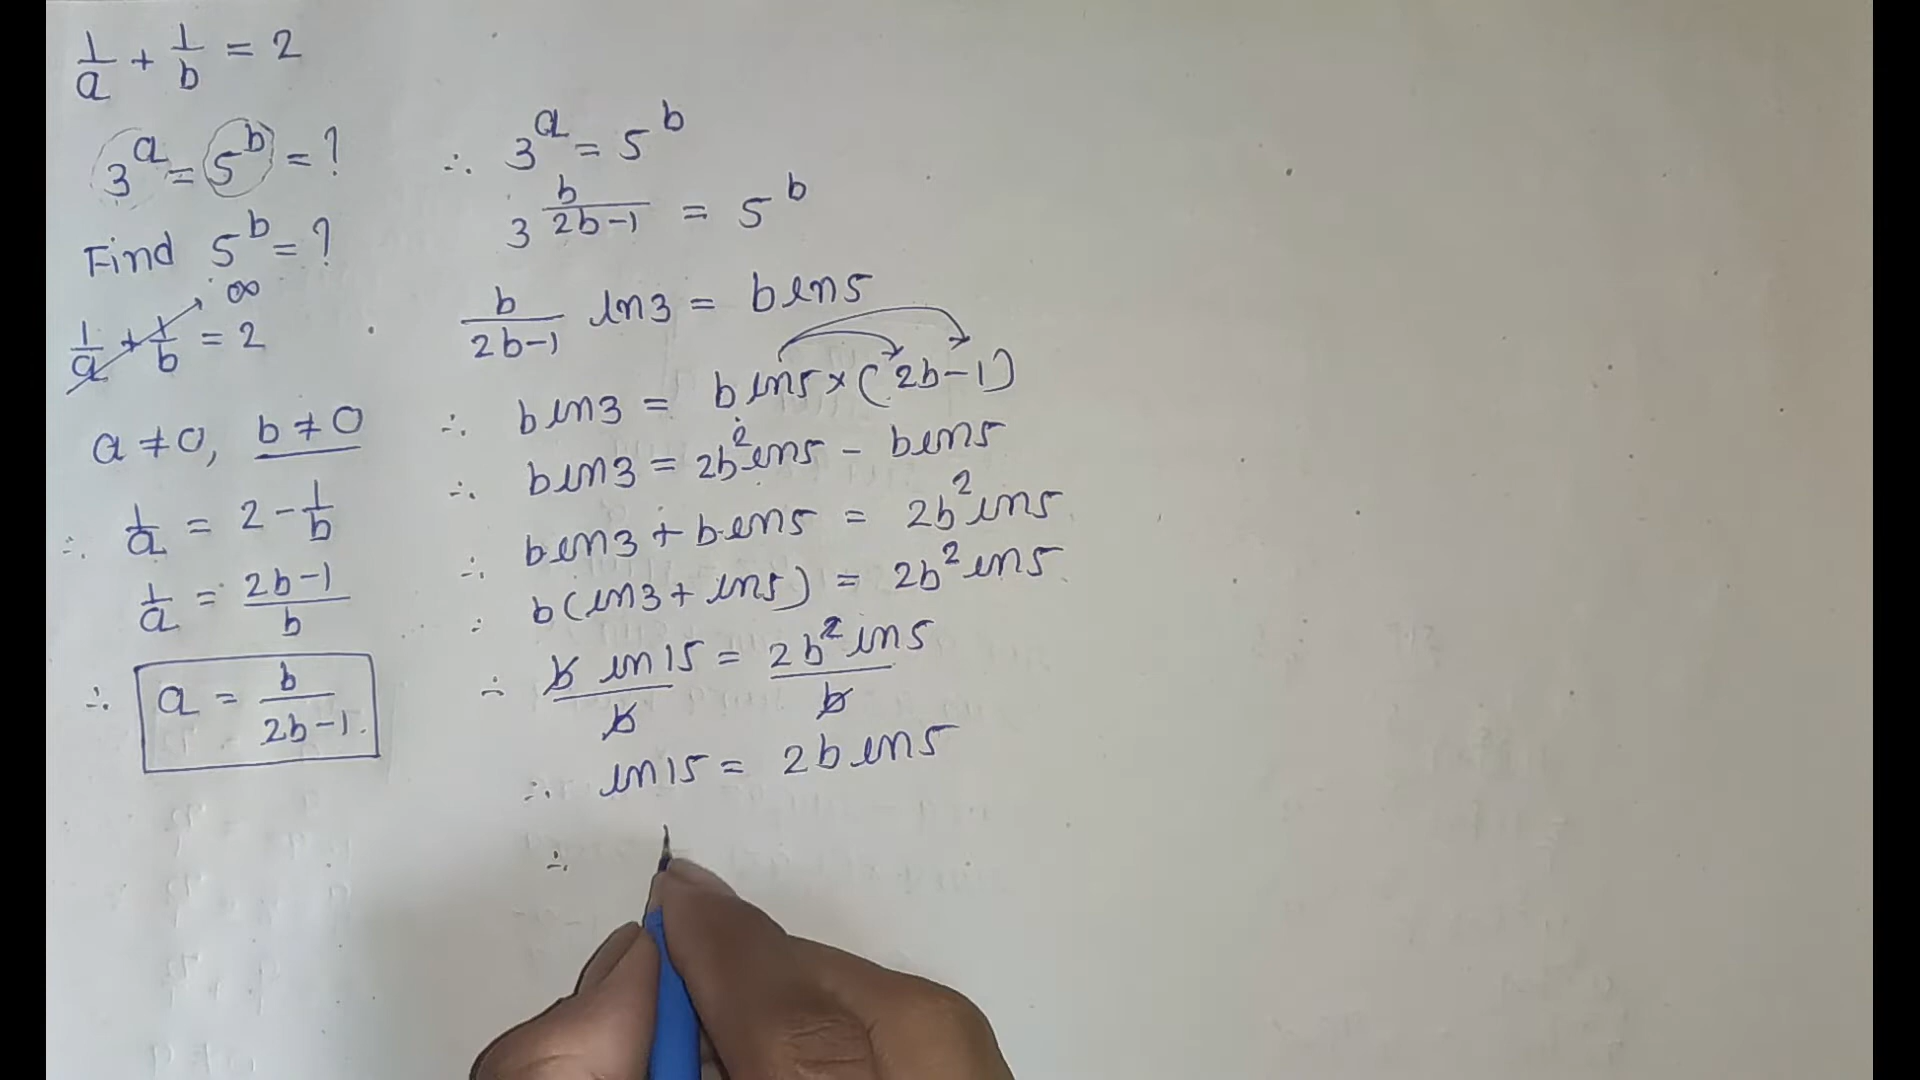 1/a + 1/b = 2
3^a = 5^b = ?
Find 5^b = ?
∞
1/a + 1/b = 2
a ≠ 0, b ≠ 0
∴ 1/a = 2 - 1/b
1/a = (2b-1)/b
∴ a = b/(2b-1)
∴ 3^a = 5^b
3^(b/(2b-1)) = 5^b
b/(2b-1) ln3 = b ln5
∴ b ln3 = b ln5 × (2b-1)
∴ b ln3 = 2b² ln5 - b ln5
∴ b ln3 + b ln5 = 2b² ln5
∴ b(ln3 + ln5) = 2b² ln5
∴ b ln15/b = 2b² ln5/b
∴ ln15 = 2b ln5
∴